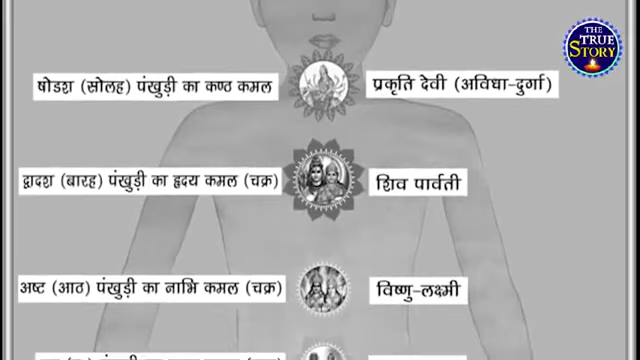 THE
TRUE
STORY
षोडश (सोलह) पंखुड़ी का कण्ठ कमल
प्रकृति देवी (अविधा-दुर्गा)
द्वादश (बारह) पंखुड़ी का हृदय कमल (चक्र)
शिव पार्वती
अष्ट (आठ) पंखुड़ी का नाभि कमल (चक्र)
विष्णु-लक्ष्मी